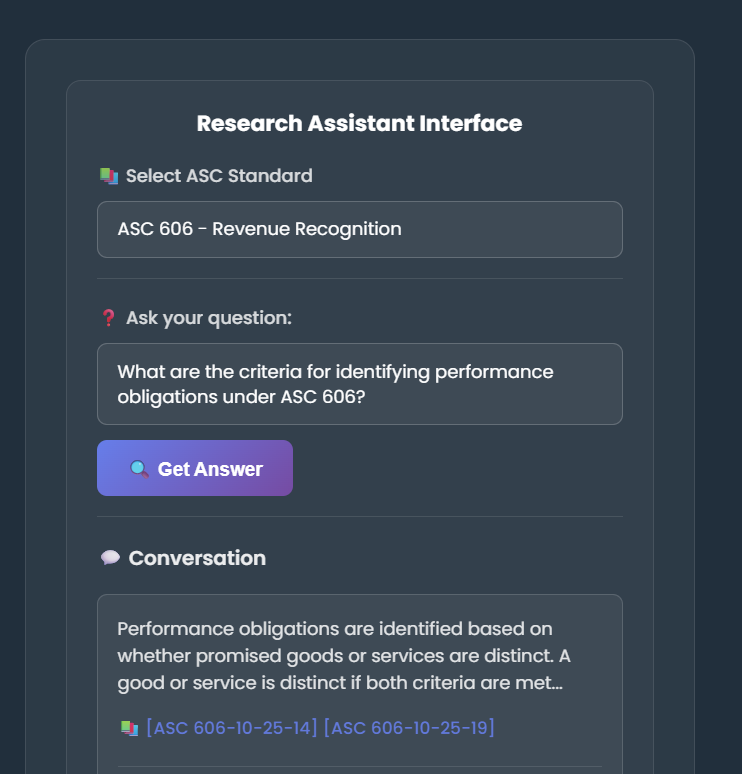 Research Assistant Interface
Select ASC Standard
ASC 606 - Revenue Recognition
Ask your question:
What are the criteria for identifying performance
obligations under ASC 606?
Get Answer
Conversation
Performance obligations are identified based on
whether promised goods or services are distinct. A
good or service is distinct if both criteria are met...
[ASC 606-10-25-14] [ASC 606-10-25-19]